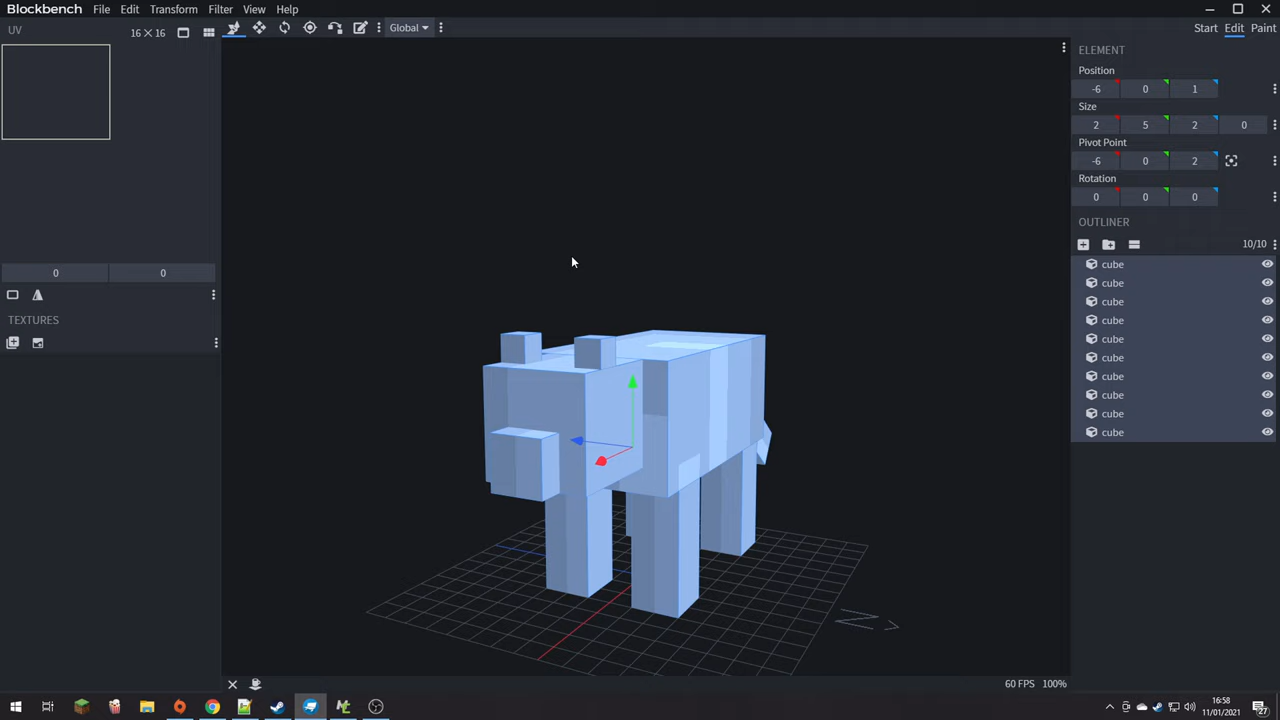 Blockbench File Edit Transform Filter View Help
UV 16 × 16 Global Start Edit Paint
ELEMENT
Position
-6 0 1
Size
2 5 2 0
Pivot Point
-6 0 2
Rotation
0 0 0
OUTLINER
10/10
cube
cube
cube
cube
cube
cube
cube
cube
cube
cube
0 0
TEXTURES
60 FPS 100%
16:58
11/01/2021
27